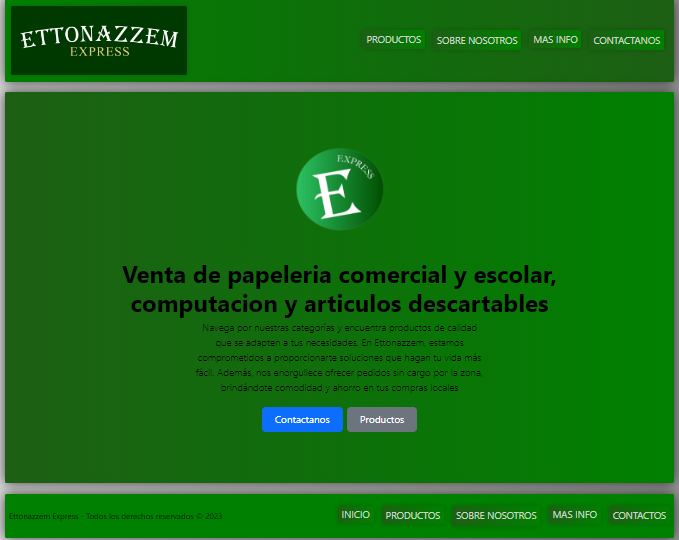 ETTONAZZEM
EXPRESS
PRODUCTOS
SOBRE NOSOTROS
MAS INFO
CONTACTANOS
EXPRESS
E
Venta de papeleria comercial y escolar,
computacion y articulos descartables
Navega por nuestras categorías y encuentra productos de calidad
que se adapten a tus necesidades. En Ettonazzem, estamos
comprometidos a proporcionarte soluciones que hagan tu vida más
fácil. Además, nos enorgullece ofrecer pedidos sin cargo por la zona,
brindándote comodidad y ahorro en tus compras locales
Contactanos
Productos
Ettonazzem Express - Todos los derechos reservados © 2023
INICIO
PRODUCTOS
SOBRE NOSOTROS
MAS INFO
CONTACTOS